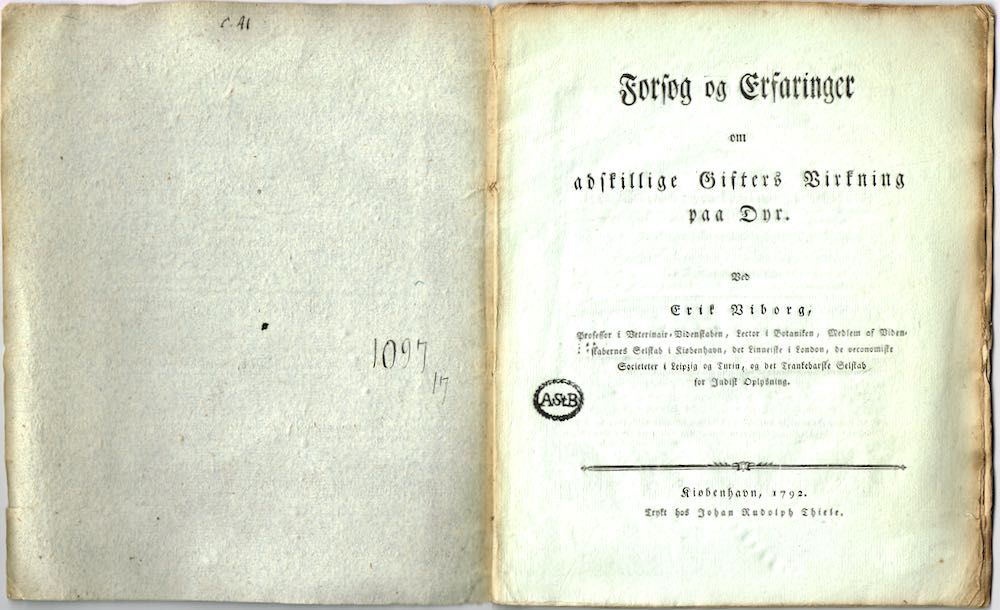 c. 41
1097
/17
Forsøg og Erfaringer
om
adskillige Gifters Virkning
paa Dyr.
Ved
Erik Viborg,
Professor i Veterinair-Videnskaben, Lector i Botaniken, Medlem af Viden-
skabernes Selskab i Kiøbenhavn, det Linneiske i London, de oeconomiske
Societeter i Leipzig og Turin, og det Trankebarske Selskab
for Indisk Oplysning.
AStB
Kiøbenhavn, 1792.
Trykt hos Johan Rudolph Thiele.